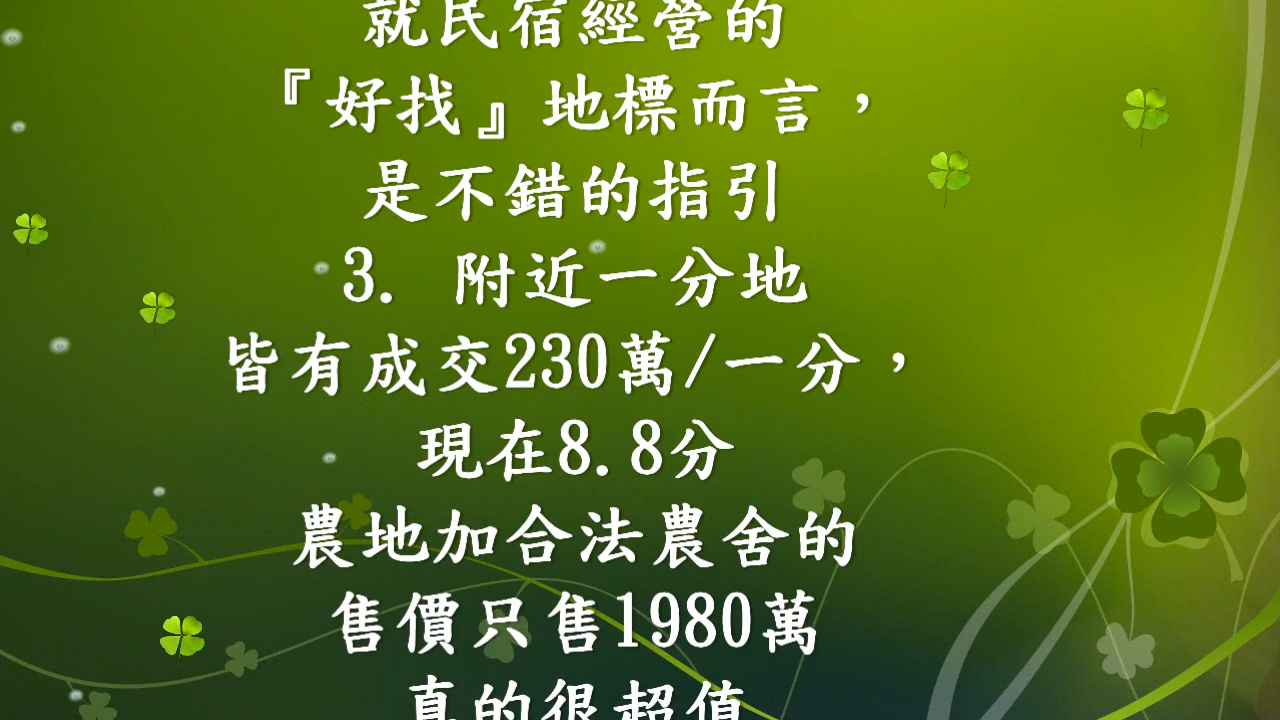 就民宿經營的
『好找』地標而言，
是不錯的指引
3. 附近一分地
皆有成交230萬/一分，
現在8.8分
農地加合法農舍的
售價只售1980萬
真的很超值